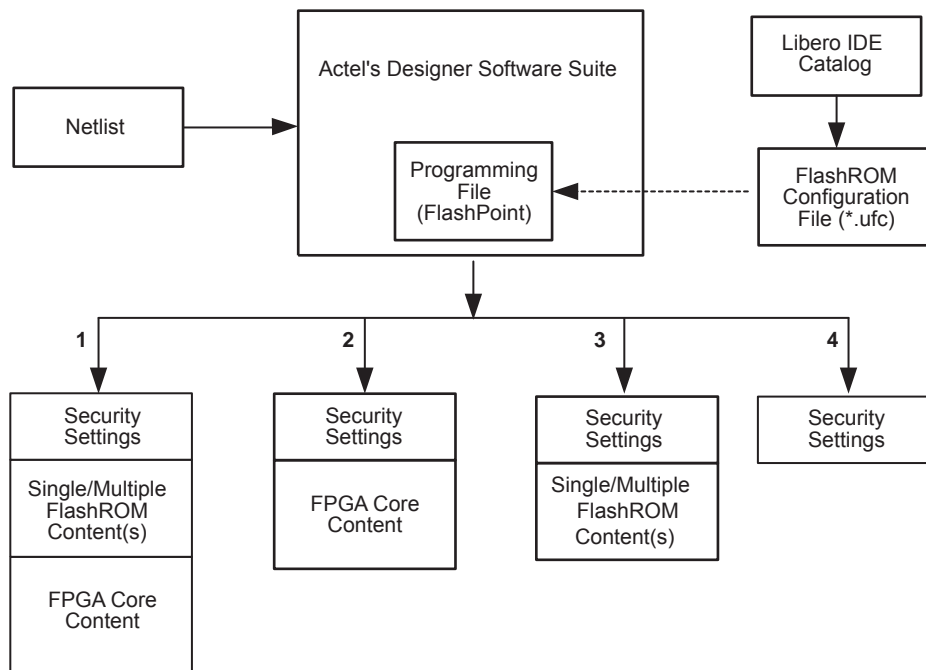 Actel's Designer Software Suite
Libero IDE
Catalog
Netlist
Programming
File
(FlashPoint)
FlashROM
Configuration
File (*.ufc)
1
2
3
4
Security
Settings
Single/Multiple
FlashROM
Content(s)
FPGA Core
Content
Security
Settings
FPGA Core
Content
Security
Settings
Single/Multiple
FlashROM
Content(s)
Security
Settings